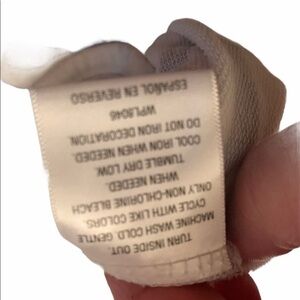 TURN INSIDE OUT.
MACHINE WASH COLD. GENTLE
CYCLE WITH LIKE COLORS.
ONLY NON-CHLORINE BLEACH
WHEN NEEDED.
TUMBLE DRY LOW.
COOL IRON WHEN NEEDED.
DO NOT IRON DECORATION.
WPL8046
ESPAÑOL EN REVERSO